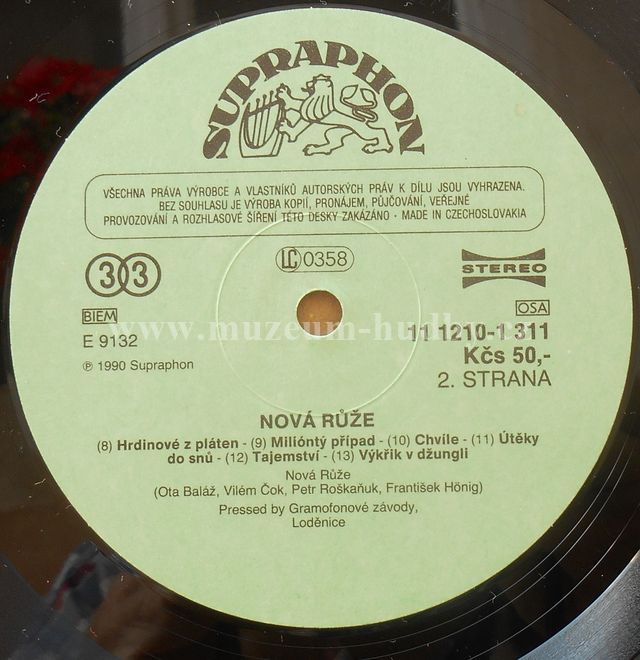 SUPRAPHON
VŠECHNA PRÁVA VÝROBCE A VLASTNÍKŮ AUTORSKÝCH PRÁV K DÍLU JSOU VYHRAZENA.
BEZ SOUHLASU JE VÝROBA KOPIÍ, PRONÁJEM, PŮJČOVÁNÍ, VEŘEJNÉ
PROVOZOVÁNÍ A ROZHLASOVÉ ŠÍŘENÍ TÉTO DESKY ZAKÁZÁNO • MADE IN CZECHOSLOVAKIA
33
LC 0358
STEREO
BIEM
OSA
E 9132
11 1210-1 311
Kčs 50,-
℗ 1990 Supraphon
2. STRANA
NOVÁ RŮŽE
(8) Hrdinové z pláten - (9) Milióntý případ - (10) Chvíle - (11) Útěky
do snů - (12) Tajemství - (13) Výkřik v džungli
Nová Růže
(Ota Baláž, Vilém Čok, Petr Roškaňuk, František Hönig)
Pressed by Gramofonové závody,
Loděnice